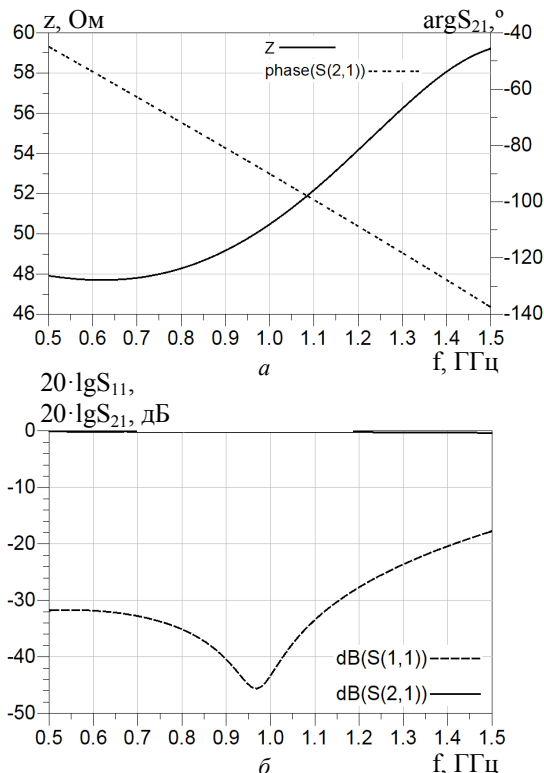 z, Ом argS21,º
60 -40
Z
58 phase(S(2,1)) -60
56 -80
54
52 -100
50 -120
48
46 -140
0.5 0.6 0.7 0.8 0.9 1.0 1.1 1.2 1.3 1.4 1.5
а f, ГГц
20·lgS11,
20·lgS21, дБ
0
-10
-20
-30
-40
dB(S(1,1))
dB(S(2,1))
-50
0.5 0.6 0.7 0.8 0.9 1.0 1.1 1.2 1.3 1.4 1.5
б f, ГГц